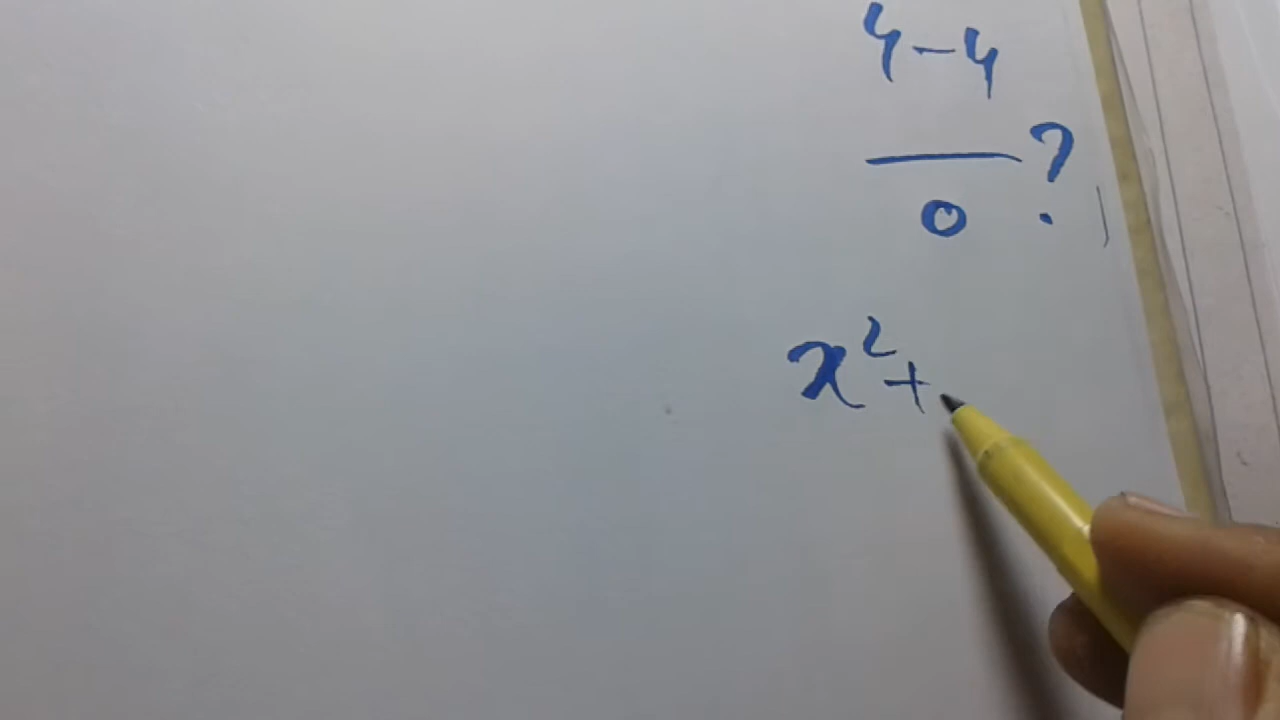 4-4
— ?
0
x²+